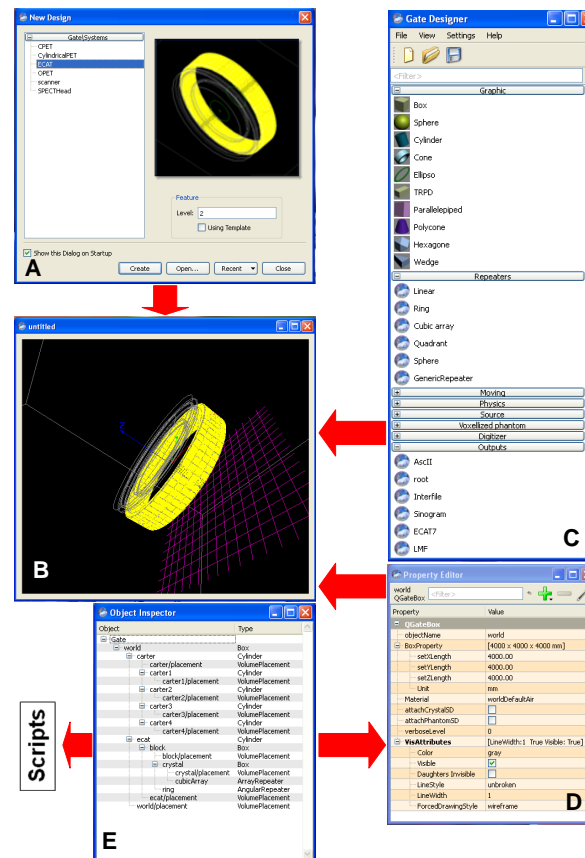 New Design
Gate\Systems
CPET
CylyndricalPET
ECAT
OPET
scanner
SPECTHead
Feature
Level: 2
Using Template
Show this Dialog on Startup
A
Create
Open...
Recent
Close
untitled
Z
B
Gate Designer
File View Settings Help
<Filter>
Graphic
Box
Sphere
Cylinder
Cone
Ellipso
TRPD
Parallelepiped
Polycone
Hexagone
Wedge
Repeaters
Linear
Ring
Cubic array
Quadrant
Sphere
GenericRepeater
Moving
Physics
Source
Voxellized phantom
Digitizer
Outputs
AscII
root
Interfile
Sinogram
ECAT7
LMF
C
Property Editor
world
QGateBox
<Filter>
Property Value
QGateBox
objectName world
BoxProperty [4000 x 4000 x 4000 mm]
setXLength 4000.00
setYLength 4000.00
setZLength 4000.00
Unit mm
Material worldDefaultAir
attachCrystalSD
attachPhantomSD
verboseLevel 0
VisAttributes [LineWidth:1 True Visible: True]
Color gray
Visible
Daughters Invisible
LineStyle unbroken
LineWidth 1
ForcedDrawingStyle wireframe
D
Object Inspector
Object Type
Gate
world Box
carter Cylinder
carter/placement VolumePlacement
carter1 Cylinder
carter1/placement VolumePlacement
carter2 Cylinder
carter2/placement VolumePlacement
carter3 Cylinder
carter3/placement VolumePlacement
carter4 Cylinder
carter4/placement VolumePlacement
ecat Cylinder
block Box
block/placement VolumePlacement
crystal Box
crystal/placement VolumePlacement
cubicArray ArrayRepeater
ring AngularRepeater
ecat/placement VolumePlacement
world/placement VolumePlacement
E
Scripts